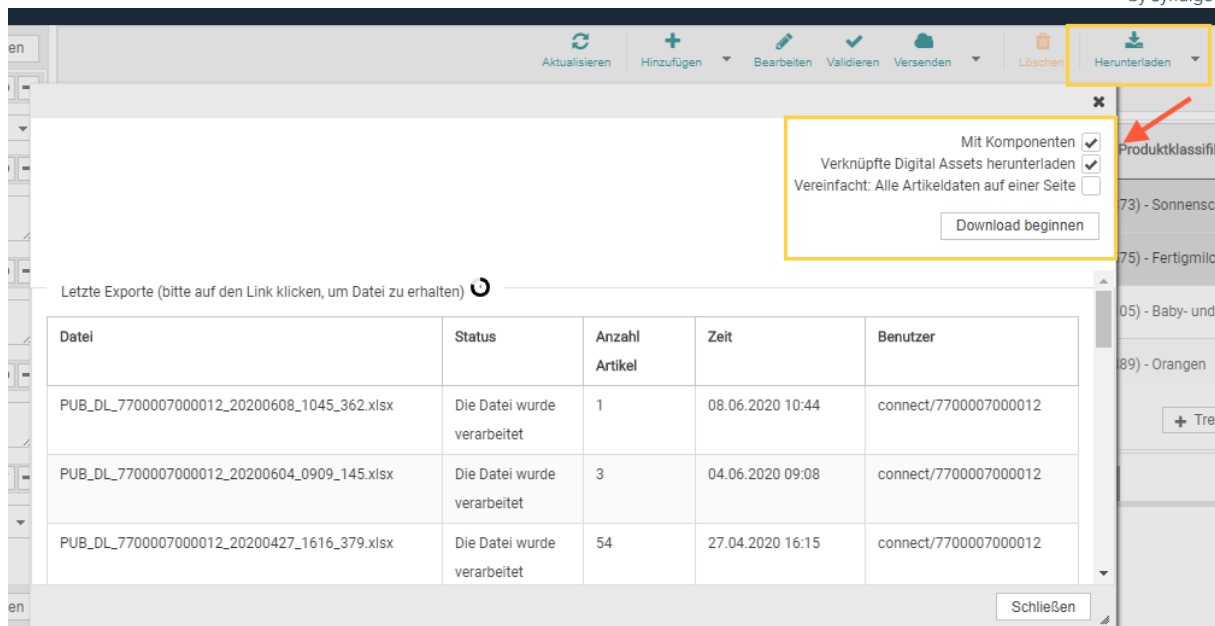 en
Aktualisieren Hinzufügen Bearbeiten Validieren Versenden Löschen Herunterladen
Mit Komponenten
Verknüpfte Digital Assets herunterladen
Vereinfacht: Alle Artikeldaten auf einer Seite
Download beginnen
Letzte Exporte (bitte auf den Link klicken, um Datei zu erhalten)
Datei Status Anzahl Artikel Zeit Benutzer
PUB_DL_7700007000012_20200608_1045_362.xlsx Die Datei wurde verarbeitet 1 08.06.2020 10:44 connect/7700007000012
PUB_DL_7700007000012_20200604_0909_145.xlsx Die Datei wurde verarbeitet 3 04.06.2020 09:08 connect/7700007000012
PUB_DL_7700007000012_20200427_1616_379.xlsx Die Datei wurde verarbeitet 54 27.04.2020 16:15 connect/7700007000012
Produktklassifi
73) - Sonnensc
75) - Fertigmilc
05) - Baby- und
89) - Orangen
+ Tre
en
Schließen